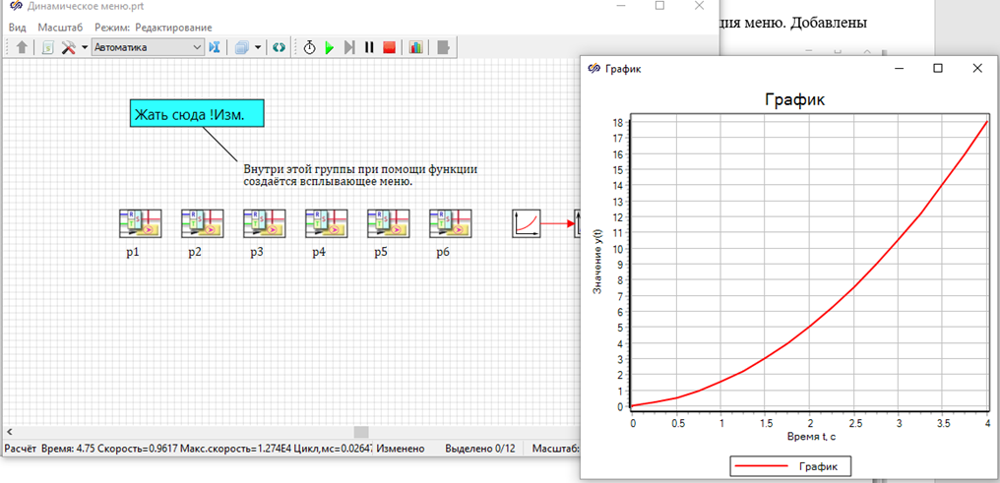 Динамическое меню.prt
ция меню. Добавлены
Вид Масштаб Режим: Редактирование
Автоматика
Жать сюда !Изм.
Внутри этой группы при помощи функции
создаётся всплывающее меню.
p1 p2 p3 p4 p5 p6
Расчёт Время: 4.75 Скорость=0.9617 Макс.скорость=1.274E4 Цикл,мс=0.02647 Изменено Выделено 0/12 Масштаб:
График
График
Значение y(t)
18
17
16
15
14
13
12
11
10
9
8
7
6
5
4
3
2
1
0
0 0.5 1 1.5 2 2.5 3 3.5 4
Время t, с
График